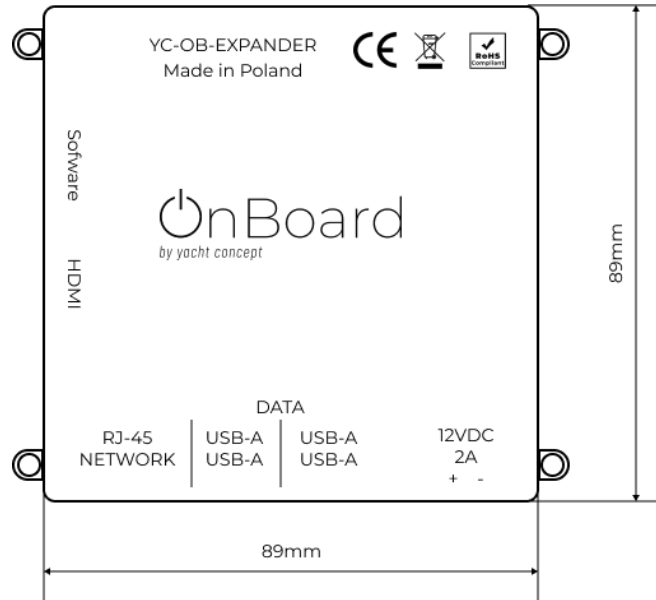 YC-OB-EXPANDER
Made in Poland
CE
RoHS
Compliant
Sofware
OnBoard
by yacht concept
HDMI
89mm
DATA
RJ-45
NETWORK
USB-A
USB-A
USB-A
USB-A
12VDC
2A
+ -
89mm